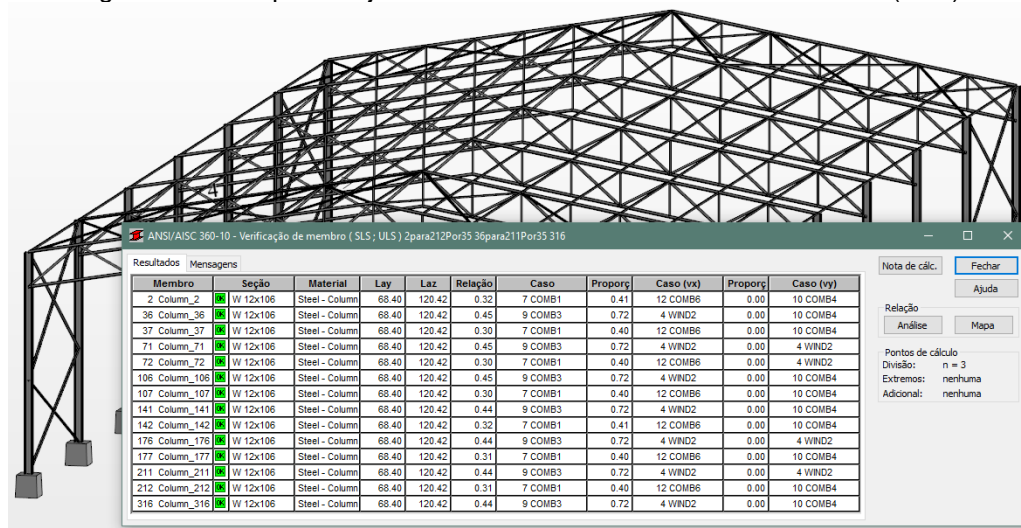 ANSI/AISC 360-10 - Verificação de membro ( SLS ; ULS ) 2para212Por35 36para211Por35 316
Resultados Mensagens
Membro Seção Material Lay Laz Relação Caso Proporç Caso (vx) Proporç Caso (vy)
2 Column_2 OK W 12x106 Steel - Column 68.40 120.42 0.32 7 COMB1 0.41 12 COMB6 0.00 10 COMB4
36 Column_36 OK W 12x106 Steel - Column 68.40 120.42 0.45 9 COMB3 0.72 4 WIND2 0.00 10 COMB4
37 Column_37 OK W 12x106 Steel - Column 68.40 120.42 0.30 7 COMB1 0.40 12 COMB6 0.00 10 COMB4
71 Column_71 OK W 12x106 Steel - Column 68.40 120.42 0.45 9 COMB3 0.72 4 WIND2 0.00 4 WIND2
72 Column_72 OK W 12x106 Steel - Column 68.40 120.42 0.30 7 COMB1 0.40 12 COMB6 0.00 4 WIND2
106 Column_106 OK W 12x106 Steel - Column 68.40 120.42 0.45 9 COMB3 0.72 4 WIND2 0.00 10 COMB4
107 Column_107 OK W 12x106 Steel - Column 68.40 120.42 0.30 7 COMB1 0.40 12 COMB6 0.00 10 COMB4
141 Column_141 OK W 12x106 Steel - Column 68.40 120.42 0.44 9 COMB3 0.72 4 WIND2 0.00 10 COMB4
142 Column_142 OK W 12x106 Steel - Column 68.40 120.42 0.32 7 COMB1 0.41 12 COMB6 0.00 10 COMB4
176 Column_176 OK W 12x106 Steel - Column 68.40 120.42 0.44 9 COMB3 0.72 4 WIND2 0.00 4 WIND2
177 Column_177 OK W 12x106 Steel - Column 68.40 120.42 0.31 7 COMB1 0.40 12 COMB6 0.00 10 COMB4
211 Column_211 OK W 12x106 Steel - Column 68.40 120.42 0.44 9 COMB3 0.72 4 WIND2 0.00 4 WIND2
212 Column_212 OK W 12x106 Steel - Column 68.40 120.42 0.31 7 COMB1 0.40 12 COMB6 0.00 10 COMB4
316 Column_316 OK W 12x106 Steel - Column 68.40 120.42 0.44 9 COMB3 0.72 4 WIND2 0.00 10 COMB4
Nota de cálc. Fechar
Ajuda
Relação
Análise Mapa
Pontos de cálculo
Divisão: n = 3
Extremos: nenhuma
Adicional: nenhuma